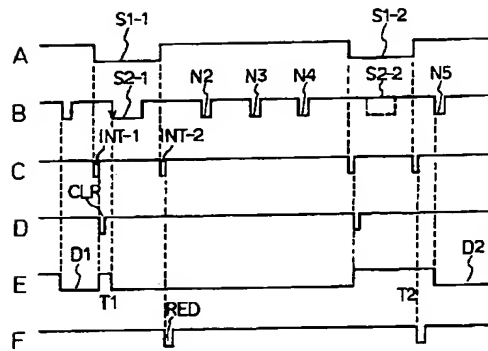 S1-1 S1-2
A
S2-1 N2 N3 N4 S2-2 N5
B
INT-1 INT-2
C
CLR
D
D1 D2
E
T1 T2
RED
F